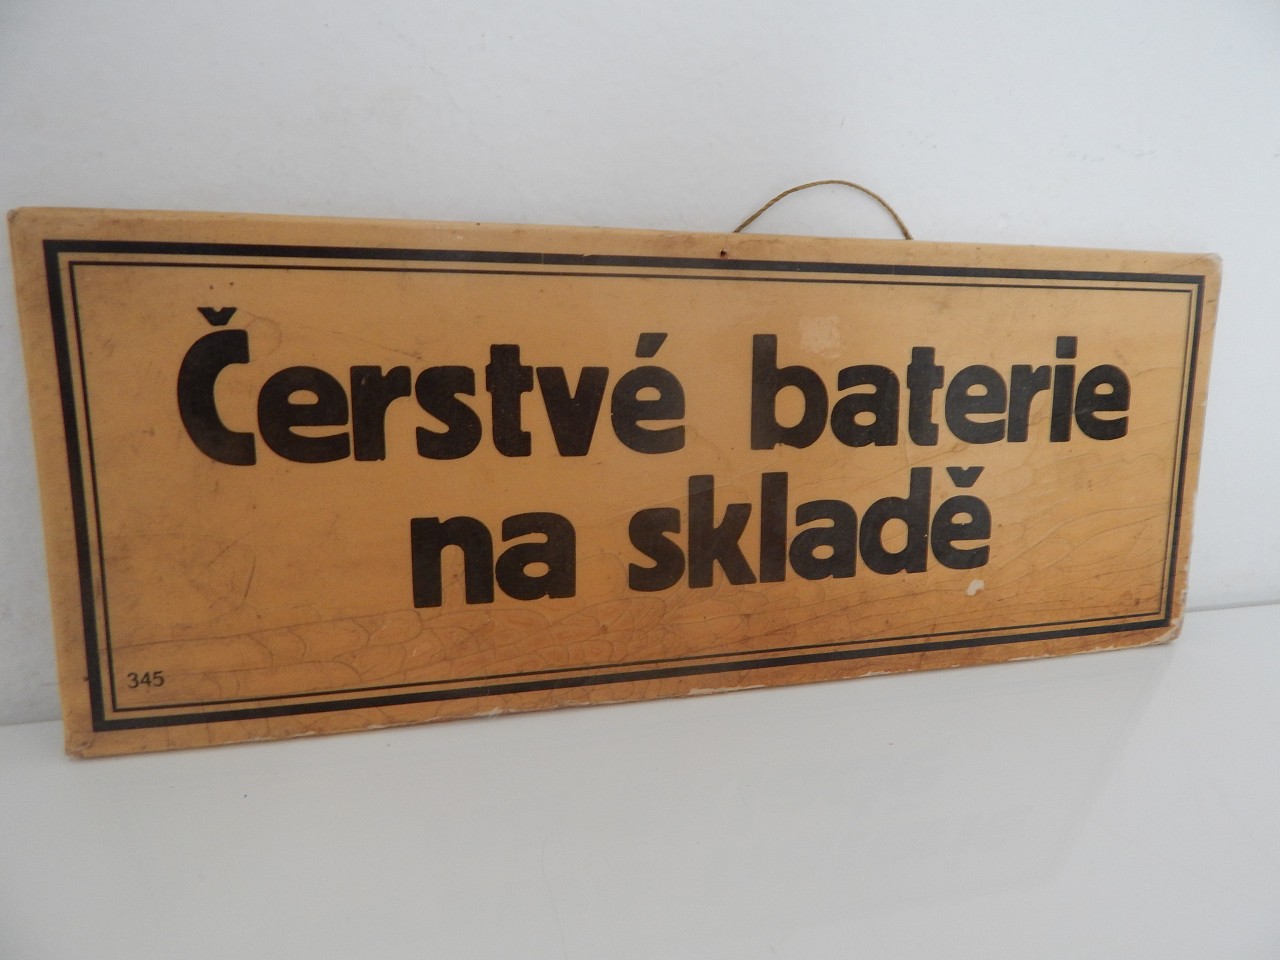 Čerstvé baterie
na skladě
345